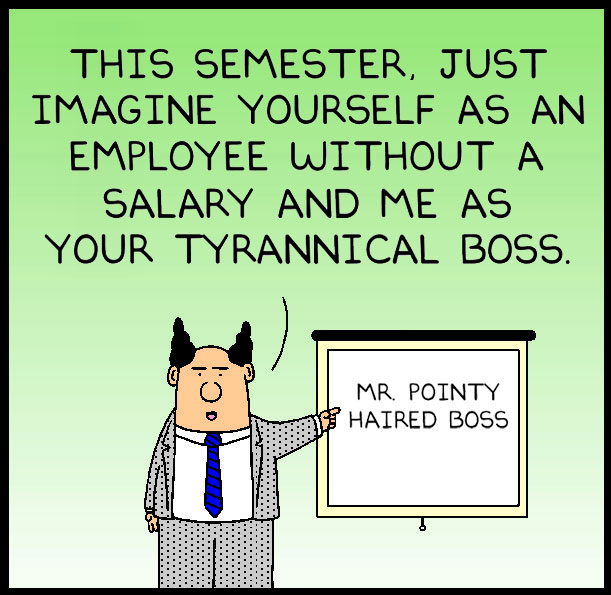 THIS SEMESTER, JUST
IMAGINE YOURSELF AS AN
EMPLOYEE WITHOUT A
SALARY AND ME AS
YOUR TYRANNICAL BOSS.
MR. POINTY
HAIRED BOSS